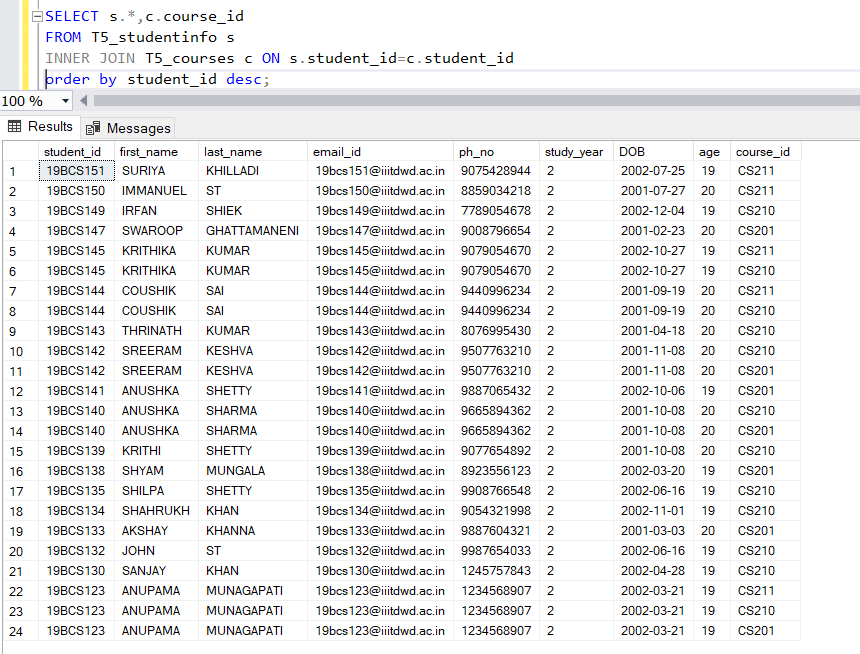 SELECT s.*,c.course_id
FROM T5_studentinfo s
INNER JOIN T5_courses c ON s.student_id=c.student_id
order by student_id desc;
100 %
Results Messages
student_id first_name last_name email_id ph_no study_year DOB age course_id
1 19BCS151 SURIYA KHILLADI 19bcs151@iiitdwd.ac.in 9075428944 2 2002-07-25 19 CS211
2 19BCS150 IMMANUEL ST 19bcs150@iiitdwd.ac.in 8859034218 2 2001-07-27 20 CS211
3 19BCS149 IRFAN SHIEK 19bcs149@iiitdwd.ac.in 7789054678 2 2002-12-04 19 CS210
4 19BCS147 SWAROOP GHATTAMANENI 19bcs147@iiitdwd.ac.in 9008796654 2 2001-02-23 20 CS201
5 19BCS145 KRITHIKA KUMAR 19bcs145@iiitdwd.ac.in 9079054670 2 2002-10-27 19 CS211
6 19BCS145 KRITHIKA KUMAR 19bcs145@iiitdwd.ac.in 9079054670 2 2002-10-27 19 CS210
7 19BCS144 COUSHIK SAI 19bcs144@iiitdwd.ac.in 9440996234 2 2001-09-19 20 CS211
8 19BCS144 COUSHIK SAI 19bcs144@iiitdwd.ac.in 9440996234 2 2001-09-19 20 CS210
9 19BCS143 THRINATH KUMAR 19bcs143@iiitdwd.ac.in 8076995430 2 2001-04-18 20 CS210
10 19BCS142 SREERAM KESHVA 19bcs142@iiitdwd.ac.in 9507763210 2 2001-11-08 20 CS210
11 19BCS142 SREERAM KESHVA 19bcs142@iiitdwd.ac.in 9507763210 2 2001-11-08 20 CS201
12 19BCS141 ANUSHKA SHETTY 19bcs141@iiitdwd.ac.in 9887065432 2 2002-10-06 19 CS201
13 19BCS140 ANUSHKA SHARMA 19bcs140@iiitdwd.ac.in 9665894362 2 2001-10-08 20 CS210
14 19BCS140 ANUSHKA SHARMA 19bcs140@iiitdwd.ac.in 9665894362 2 2001-10-08 20 CS201
15 19BCS139 KRITHI SHETTY 19bcs139@iiitdwd.ac.in 9077654892 2 2001-10-08 20 CS210
16 19BCS138 SHYAM MUNGALA 19bcs138@iiitdwd.ac.in 8923556123 2 2002-03-20 19 CS201
17 19BCS135 SHILPA SHETTY 19bcs135@iiitdwd.ac.in 9908766548 2 2002-06-16 19 CS210
18 19BCS134 SHAHRUKH KHAN 19bcs134@iiitdwd.ac.in 9054321998 2 2002-11-01 19 CS210
19 19BCS133 AKSHAY KHANNA 19bcs133@iiitdwd.ac.in 9887604321 2 2001-03-03 20 CS201
20 19BCS132 JOHN ST 19bcs132@iiitdwd.ac.in 9987654033 2 2002-06-16 19 CS210
21 19BCS130 SANJAY KHAN 19bcs130@iiitdwd.ac.in 1245757843 2 2002-04-28 19 CS210
22 19BCS123 ANUPAMA MUNAGAPATI 19bcs123@iiitdwd.ac.in 1234568907 2 2002-03-21 19 CS211
23 19BCS123 ANUPAMA MUNAGAPATI 19bcs123@iiitdwd.ac.in 1234568907 2 2002-03-21 19 CS210
24 19BCS123 ANUPAMA MUNAGAPATI 19bcs123@iiitdwd.ac.in 1234568907 2 2002-03-21 19 CS201